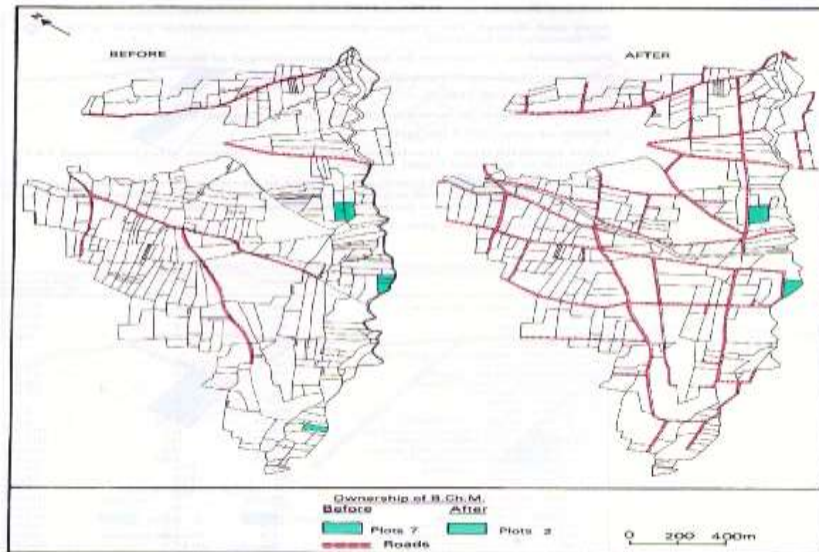 N
BEFORE
AFTER
Ownership of B.Ch.M.
Before After
Plots 7 Plots 2
Roads
0 200 400m